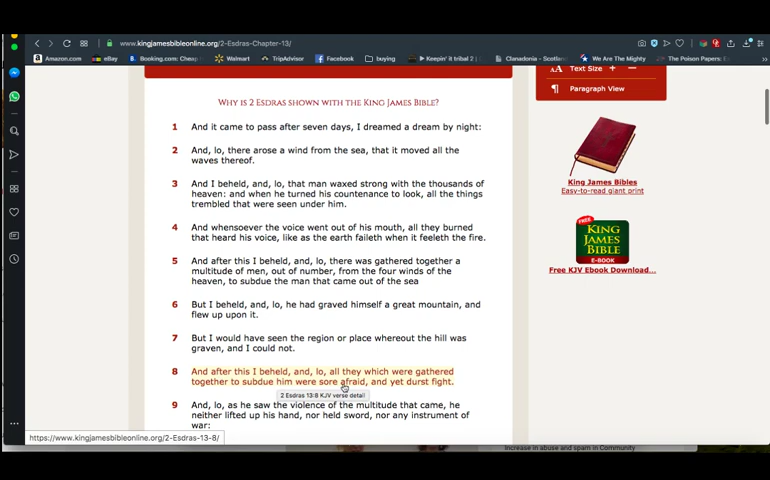 www.kingjamesbibleonline.org/2-Esdras-Chapter-13/
Amazon.com
eBay
Booking.com: Cheap
Walmart
TripAdvisor
Facebook
buying
Keepin' it tribal 2 |
Clanadonia - Scotlan
We Are The Mighty
The Poison Papers: E
Text Size + −
Paragraph View
WHY IS 2 ESDRAS SHOWN WITH THE KING JAMES BIBLE?
1 And it came to pass after seven days, I dreamed a dream by night:
2 And, lo, there arose a wind from the sea, that it moved all the
waves thereof.
3 And I beheld, and, lo, that man waxed strong with the thousands of
heaven: and when he turned his countenance to look, all the things
trembled that were seen under him.
4 And whensoever the voice went out of his mouth, all they burned
that heard his voice, like as the earth faileth when it feeleth the fire.
5 And after this I beheld, and, lo, there was gathered together a
multitude of men, out of number, from the four winds of the
heaven, to subdue the man that came out of the sea
6 But I beheld, and, lo, he had graved himself a great mountain, and
flew up upon it.
7 But I would have seen the region or place whereout the hill was
graven, and I could not.
8 And after this I beheld, and, lo, all they which were gathered
together to subdue him were sore afraid, and yet durst fight.
2 Esdras 13:8 KJV verse detail
9 And, lo, as he saw the violence of the multitude that came, he
neither lifted up his hand, nor held sword, nor any instrument of
war:
King James Bibles
Easy-to-read giant print
FREE
KING
JAMES
BIBLE
E-BOOK
Free KJV Ebook Download...
https://www.kingjamesbibleonline.org/2-Esdras-13-8/
Increase in abuse and spam in Community